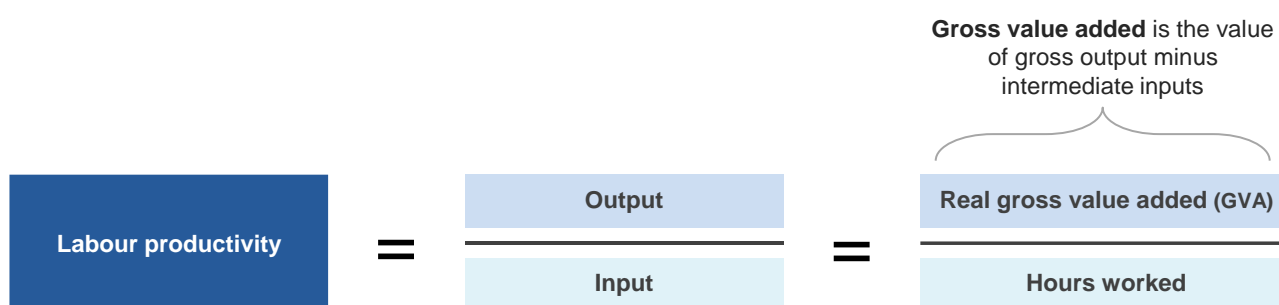 Gross value added is the value
of gross output minus
intermediate inputs
Labour productivity
=
Output
Input
=
Real gross value added (GVA)
Hours worked